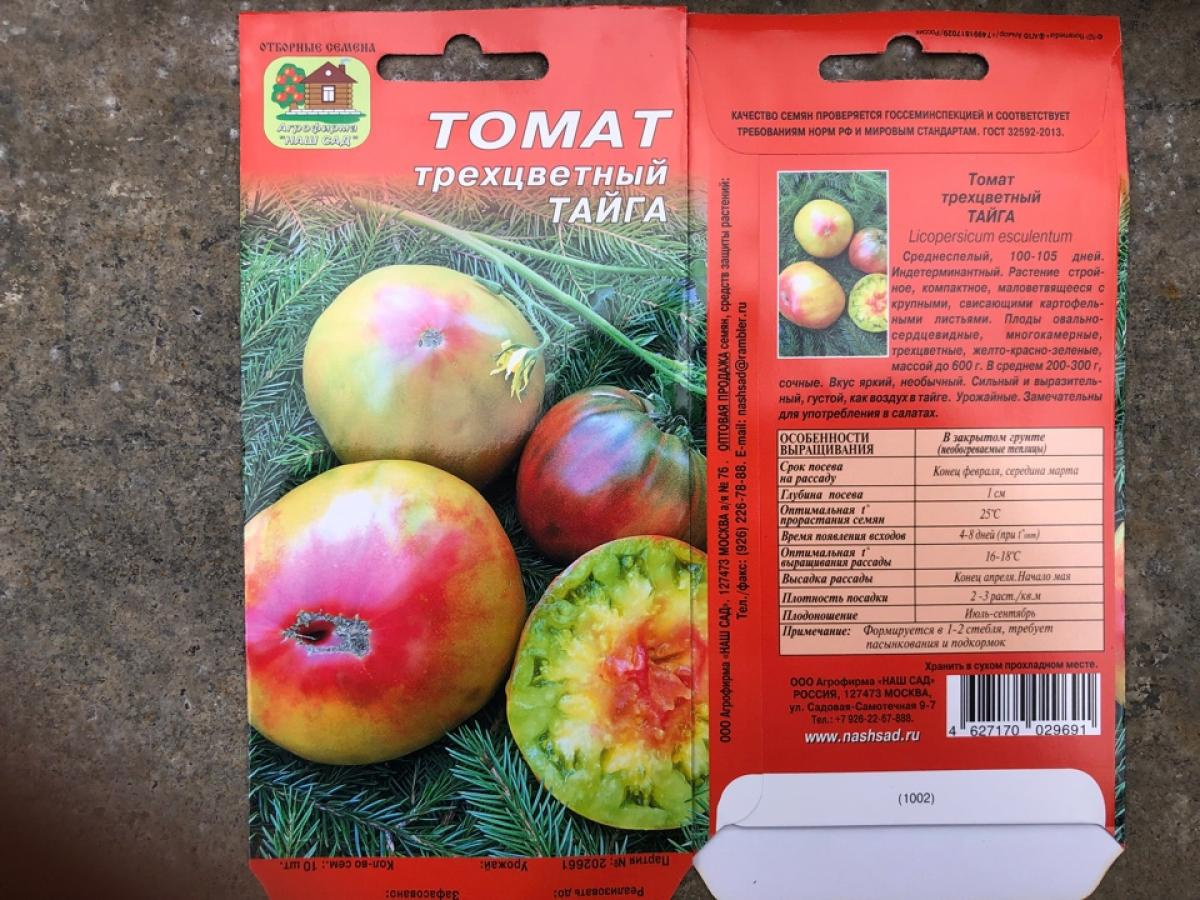 ОТБОРНЫЕ СЕМЕНА
Агрофирма
"НАШ САД"
ТОМАТ
трехцветный
ТАЙГА
Партия №: 202661
Урожай:
Кол-во сем.: 10 шт.
Реализовать до:
Зафасовано:
ООО Агрофирма «НАШ САД». 127473 МОСКВА а/я № 76 . ОПТОВАЯ ПРОДАЖА семян, средств защиты растений:
Тел./факс: (926) 226-78-88. E-mail: nashsad@rambler.ru
КАЧЕСТВО СЕМЯН ПРОВЕРЯЕТСЯ ГОССЕМИНСПЕКЦИЕЙ И СООТВЕТСТВУЕТ
ТРЕБОВАНИЯМ НОРМ РФ И МИРОВЫМ СТАНДАРТАМ. ГОСТ 32592-2013.
Томат
трехцветный
ТАЙГА
Licopersicum esculentum
Среднеспелый, 100-105 дней.
Индетерминантный. Растение строй-
ное, компактное, маловетвящееся с
крупными, свисающими картофель-
ными листьями. Плоды овально-
сердцевидные, многокамерные,
трехцветные, желто-красно-зеленые,
массой до 600 г. В среднем 200-300 г,
сочные. Вкус яркий, необычный. Сильный и выразитель-
ный, густой, как воздух в тайге. Урожайные. Замечательны
для употребления в салатах.
ОСОБЕННОСТИ ВЫРАЩИВАНИЯ В закрытом грунте (необогреваемые теплицы)
Срок посева на рассаду Конец февраля, середина марта
Глубина посева 1 см
Оптимальная t° прорастания семян 25°C
Время появления всходов 4-8 дней (при t°опт)
Оптимальная t° выращивания рассады 16-18°C
Высадка рассады Конец апреля.Начало мая
Плотность посадки 2 -3 раст./кв.м
Плодоношение Июль-сентябрь
Примечание: Формируется в 1-2 стебля, требует
пасынкования и подкормок
Хранить в сухом прохладном месте.
ООО Агрофирма «НАШ САД»
РОССИЯ, 127473 МОСКВА,
ул. Садовая-Самотечная 9-7
Тел.: +7 926-22-67-888.
www.nashsad.ru
4 627170 029691
(1002)